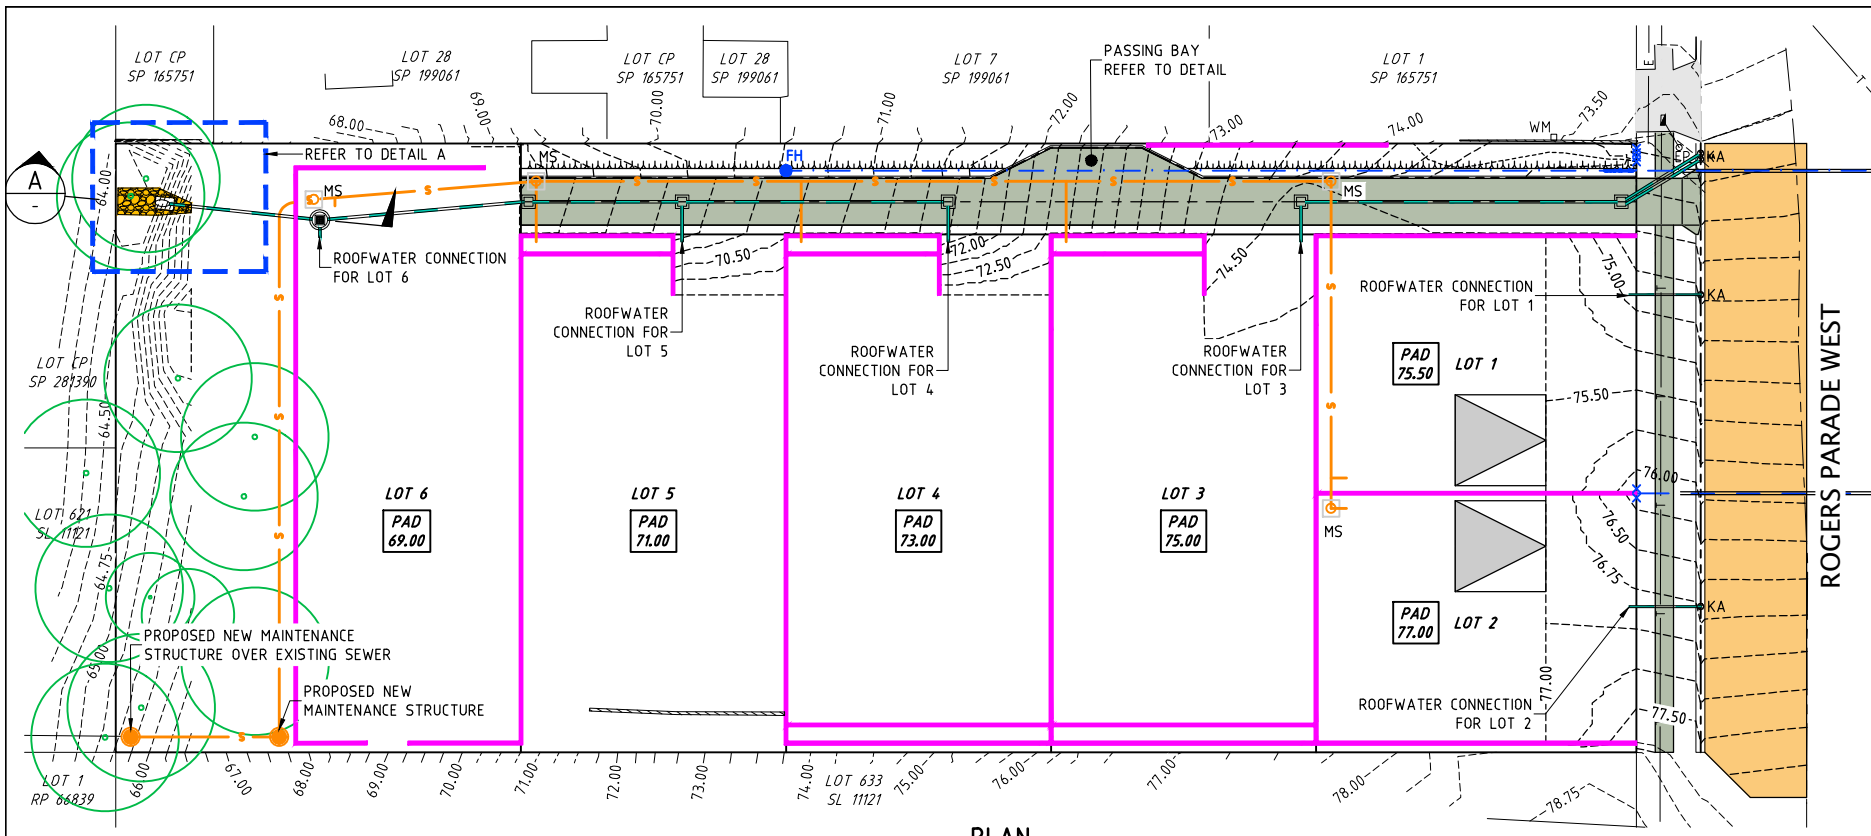 LOT CP
SP 165751
LOT 28
SP 199061
LOT CP
SP 165751
LOT 28
SP 199061
LOT 7
SP 199061
PASSING BAY
REFER TO DETAIL
LOT 1
SP 165751
E
T
68.00
69.00
70.00
71.00
72.00
73.00
74.00
73.50
WM
A
-
64.00
REFER TO DETAIL A
MS
MS
FH
MS
KA
S
S
S
S
S
S
S
ROOFWATER CONNECTION
FOR LOT 6
70.50
72.00
72.50
74.50
75.00
ROOFWATER CONNECTION
FOR LOT 1
KA
ROOFWATER
CONNECTION FOR
LOT 5
ROOFWATER
CONNECTION FOR
LOT 4
ROOFWATER
CONNECTION FOR
LOT 3
PAD
75.50
LOT 1
75.50
LOT CP
SP 281390
64.50
ROGERS PARADE WEST
LOT 6
PAD
69.00
LOT 5
PAD
71.00
LOT 4
PAD
73.00
LOT 3
PAD
75.00
MS
76.00
76.50
76.75
LOT 621
SL 11121
64.75
PAD
77.00
LOT 2
KA
65.00
PROPOSED NEW MAINTENANCE
STRUCTURE OVER EXISTING SEWER
PROPOSED NEW
MAINTENANCE STRUCTURE
77.00
ROOFWATER CONNECTION
FOR LOT 2
77.50
LOT 1
RP 66839
66.00
67.00
68.00
69.00
70.00
71.00
72.00
73.00
74.00
LOT 633
SL 11121
75.00
76.00
77.00
78.00
78.75
PLAN